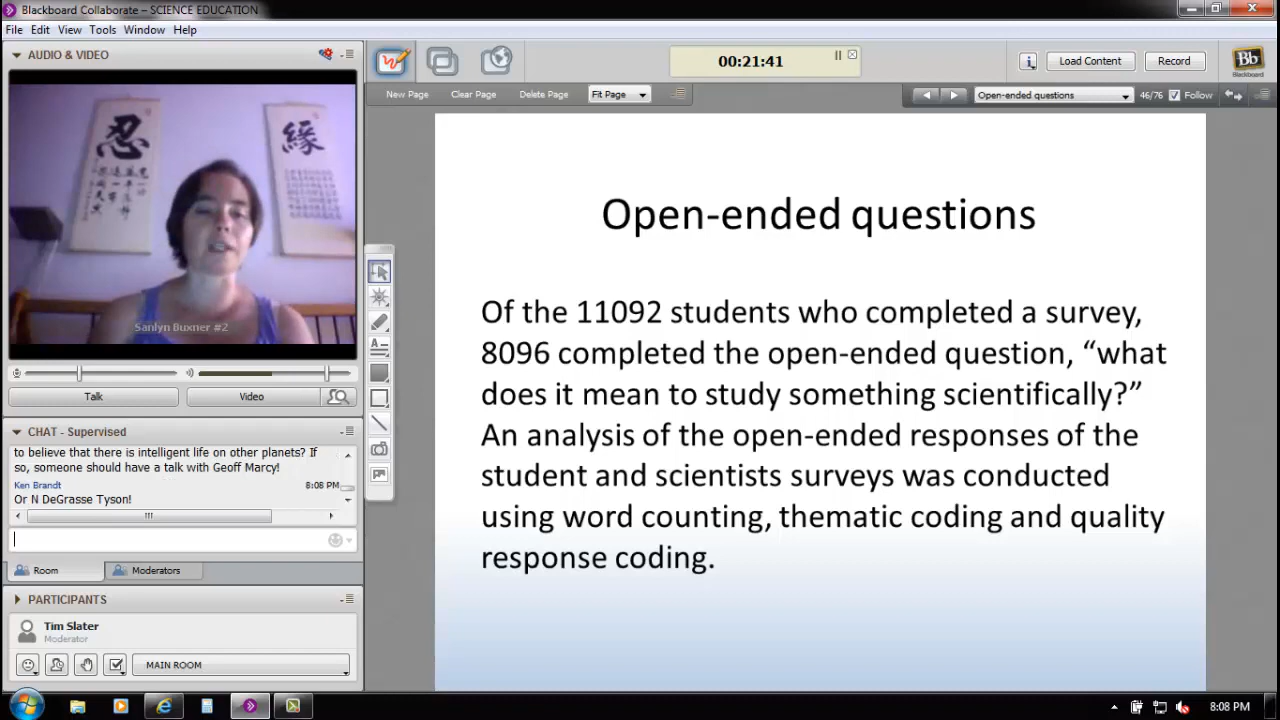 Blackboard Collaborate — SCIENCE EDUCATION
File Edit View Tools Window Help
AUDIO & VIDEO
忍
緣
Sanlyn Buxner #2
Talk
Video
CHAT - Supervised
to believe that there is intelligent life on other planets? If
so, someone should have a talk with Geoff Marcy!
Ken Brandt 8:08 PM
Or N DeGrasse Tyson!
Room
Moderators
PARTICIPANTS
Tim Slater
Moderator
MAIN ROOM
00:21:41
Load Content
Record
Bb
Blackboard
New Page Clear Page Delete Page Fit Page
Open-ended questions 46/76 Follow
Open-ended questions
Of the 11092 students who completed a survey,
8096 completed the open-ended question, “what
does it mean to study something scientifically?”
An analysis of the open-ended responses of the
student and scientists surveys was conducted
using word counting, thematic coding and quality
response coding.
8:08 PM